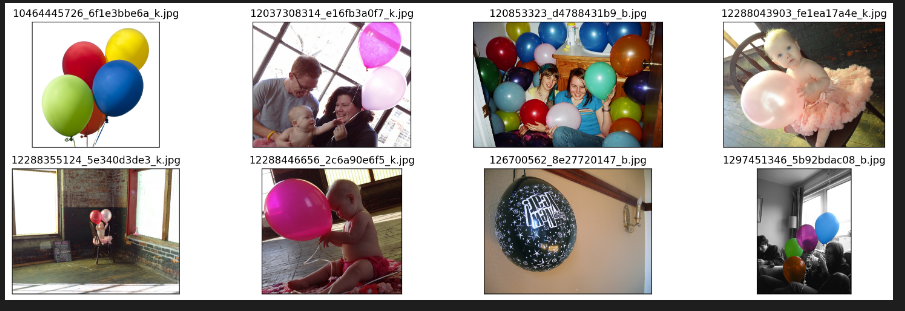 10464445726_6f1e3bbe6a_k.jpg
12037308314_e16fb3a0f7_k.jpg
120853323_d4788431b9_b.jpg
12288043903_fe1ea17a4e_k.jpg
12288355124_5e340d3de3_k.jpg
12288446656_2c6a90e6f5_k.jpg
126700562_8e27720147_b.jpg
1297451346_5b92bdac08_b.jpg